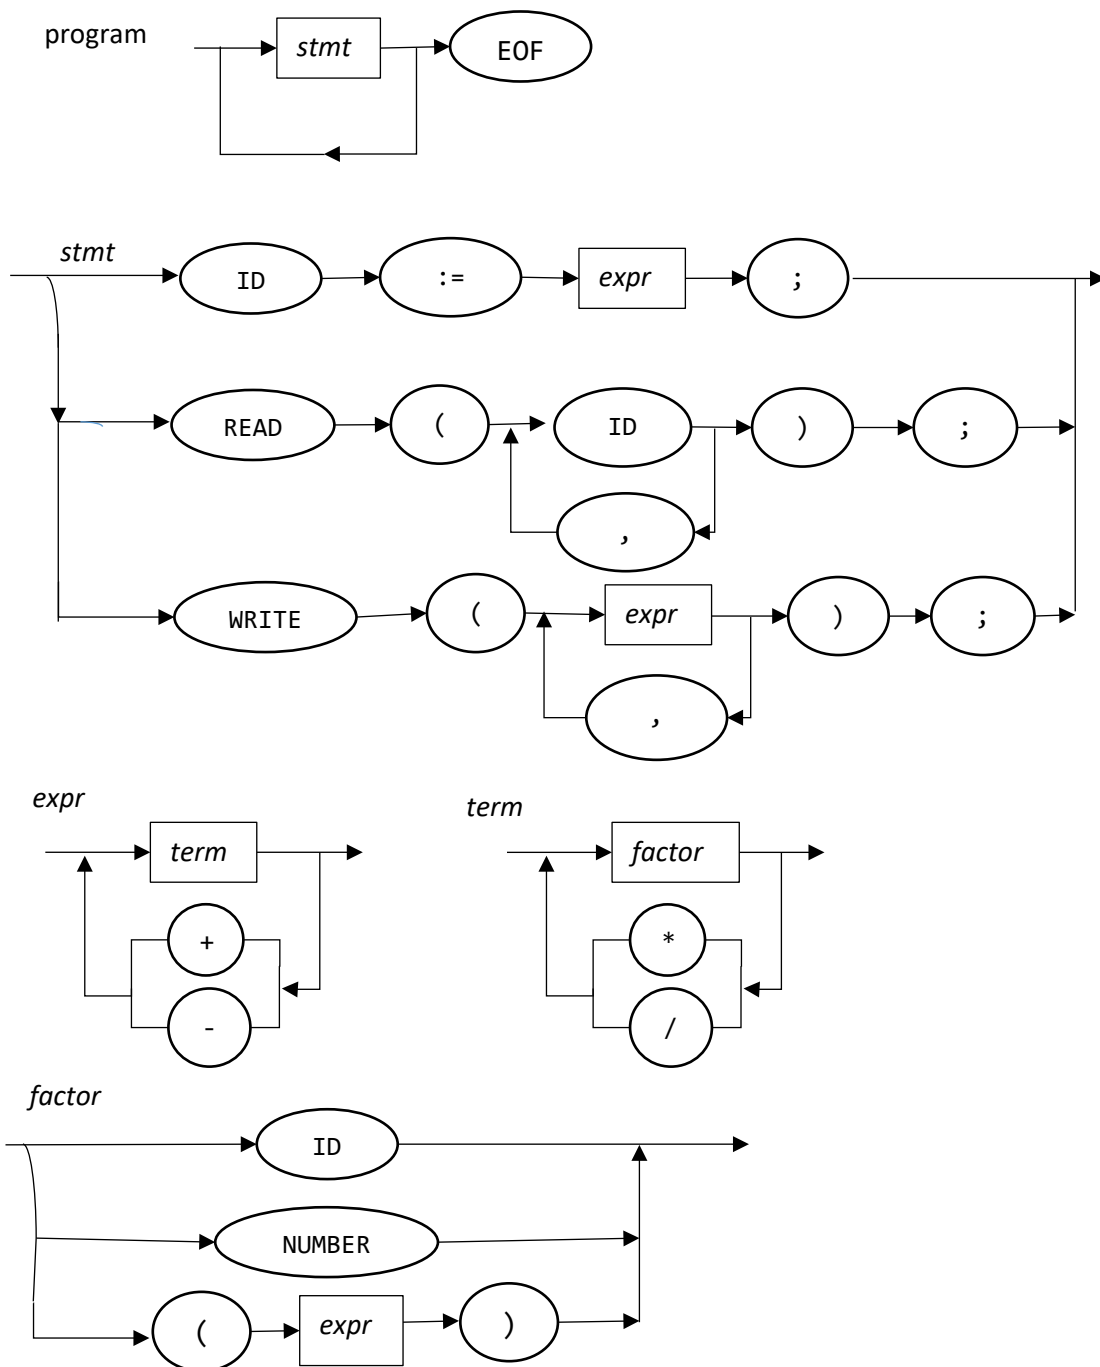 program
stmt
EOF
stmt
ID
:=
expr
;
READ
(
ID
)
;
,
WRITE
(
expr
)
;
,
expr
term
term
factor
+
*
-
/
factor
ID
NUMBER
(
expr
)